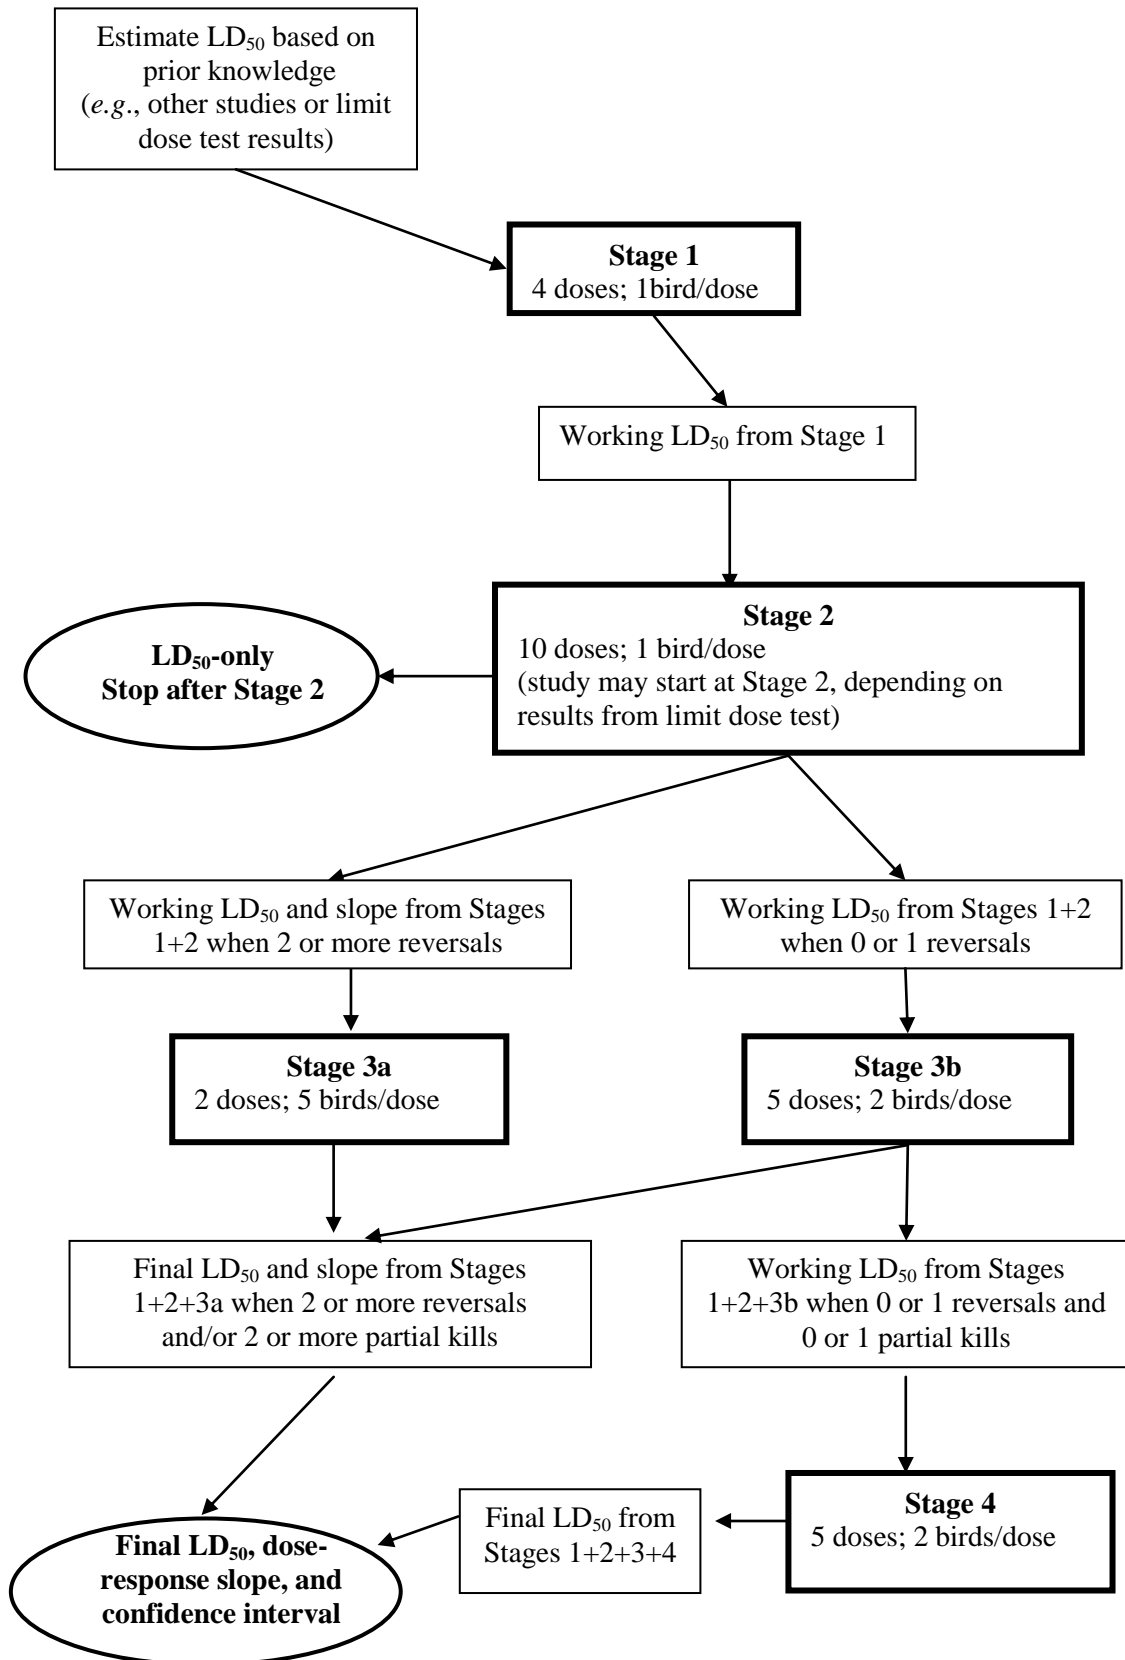 Estimate LD₅₀ based on
prior knowledge
(e.g., other studies or limit
dose test results)
Stage 1
4 doses; 1bird/dose
Working LD₅₀ from Stage 1
Stage 2
10 doses; 1 bird/dose
(study may start at Stage 2, depending on
results from limit dose test)
LD₅₀-only
Stop after Stage 2
Working LD₅₀ and slope from Stages
1+2 when 2 or more reversals
Working LD₅₀ from Stages 1+2
when 0 or 1 reversals
Stage 3a
2 doses; 5 birds/dose
Stage 3b
5 doses; 2 birds/dose
Final LD₅₀ and slope from Stages
1+2+3a when 2 or more reversals
and/or 2 or more partial kills
Working LD₅₀ from Stages
1+2+3b when 0 or 1 reversals and
0 or 1 partial kills
Stage 4
5 doses; 2 birds/dose
Final LD₅₀ from
Stages 1+2+3+4
Final LD₅₀, dose-
response slope, and
confidence interval